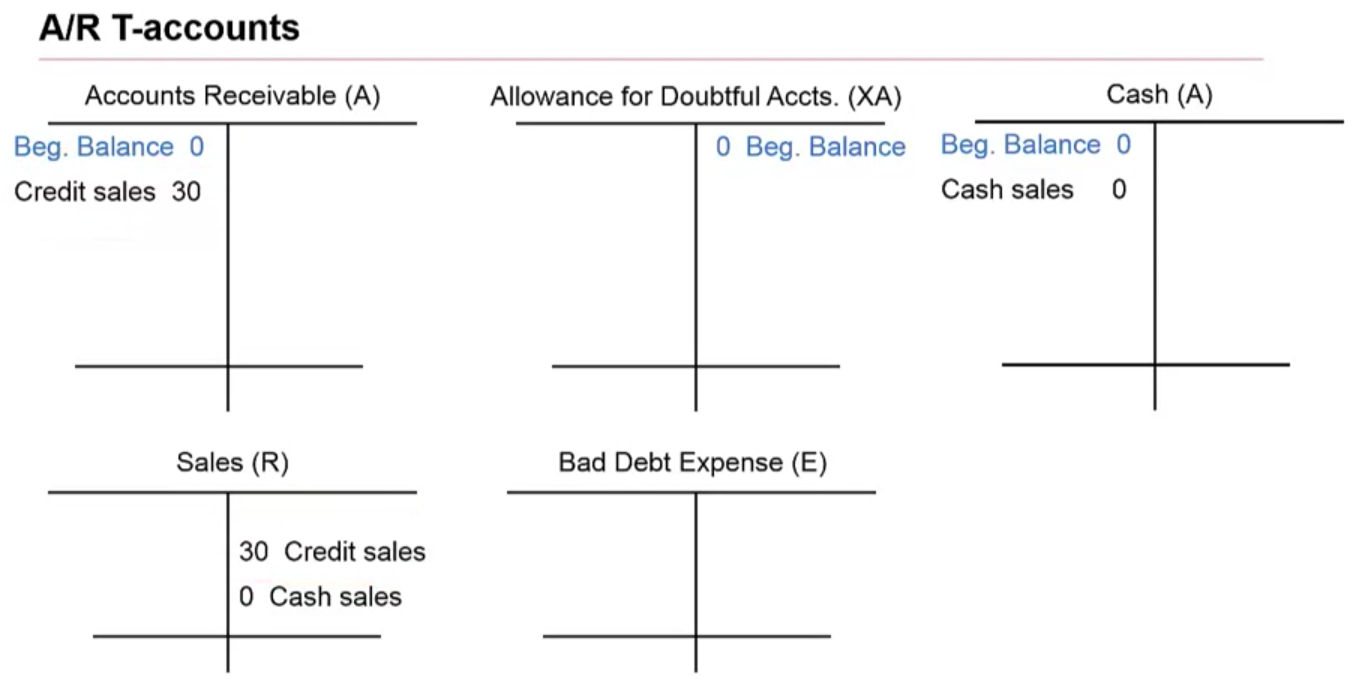 A/R T-accounts
Accounts Receivable (A)
Beg. Balance 0
Credit sales 30
Allowance for Doubtful Accts. (XA)
0 Beg. Balance
Cash (A)
Beg. Balance 0
Cash sales 0
Sales (R)
30 Credit sales
0 Cash sales
Bad Debt Expense (E)